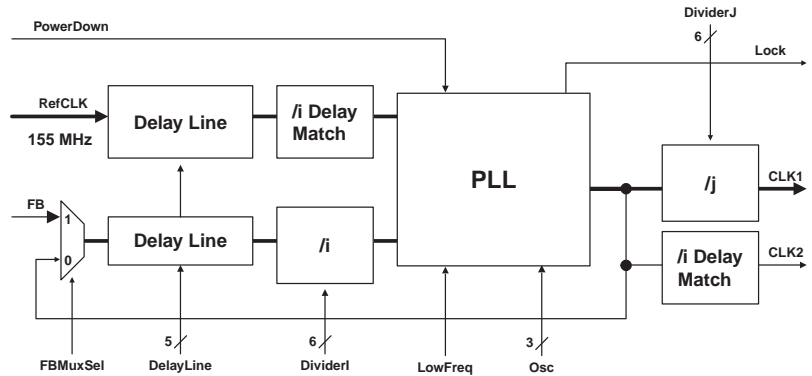 DividerJ
6
PowerDown
Lock
RefCLK
155 MHz
Delay Line
/i Delay
Match
PLL
/j
CLK1
FB
1
0
Delay Line
/i
/i Delay
Match
CLK2
5
6
3
FBMuxSel
DelayLine
DividerI
LowFreq
Osc